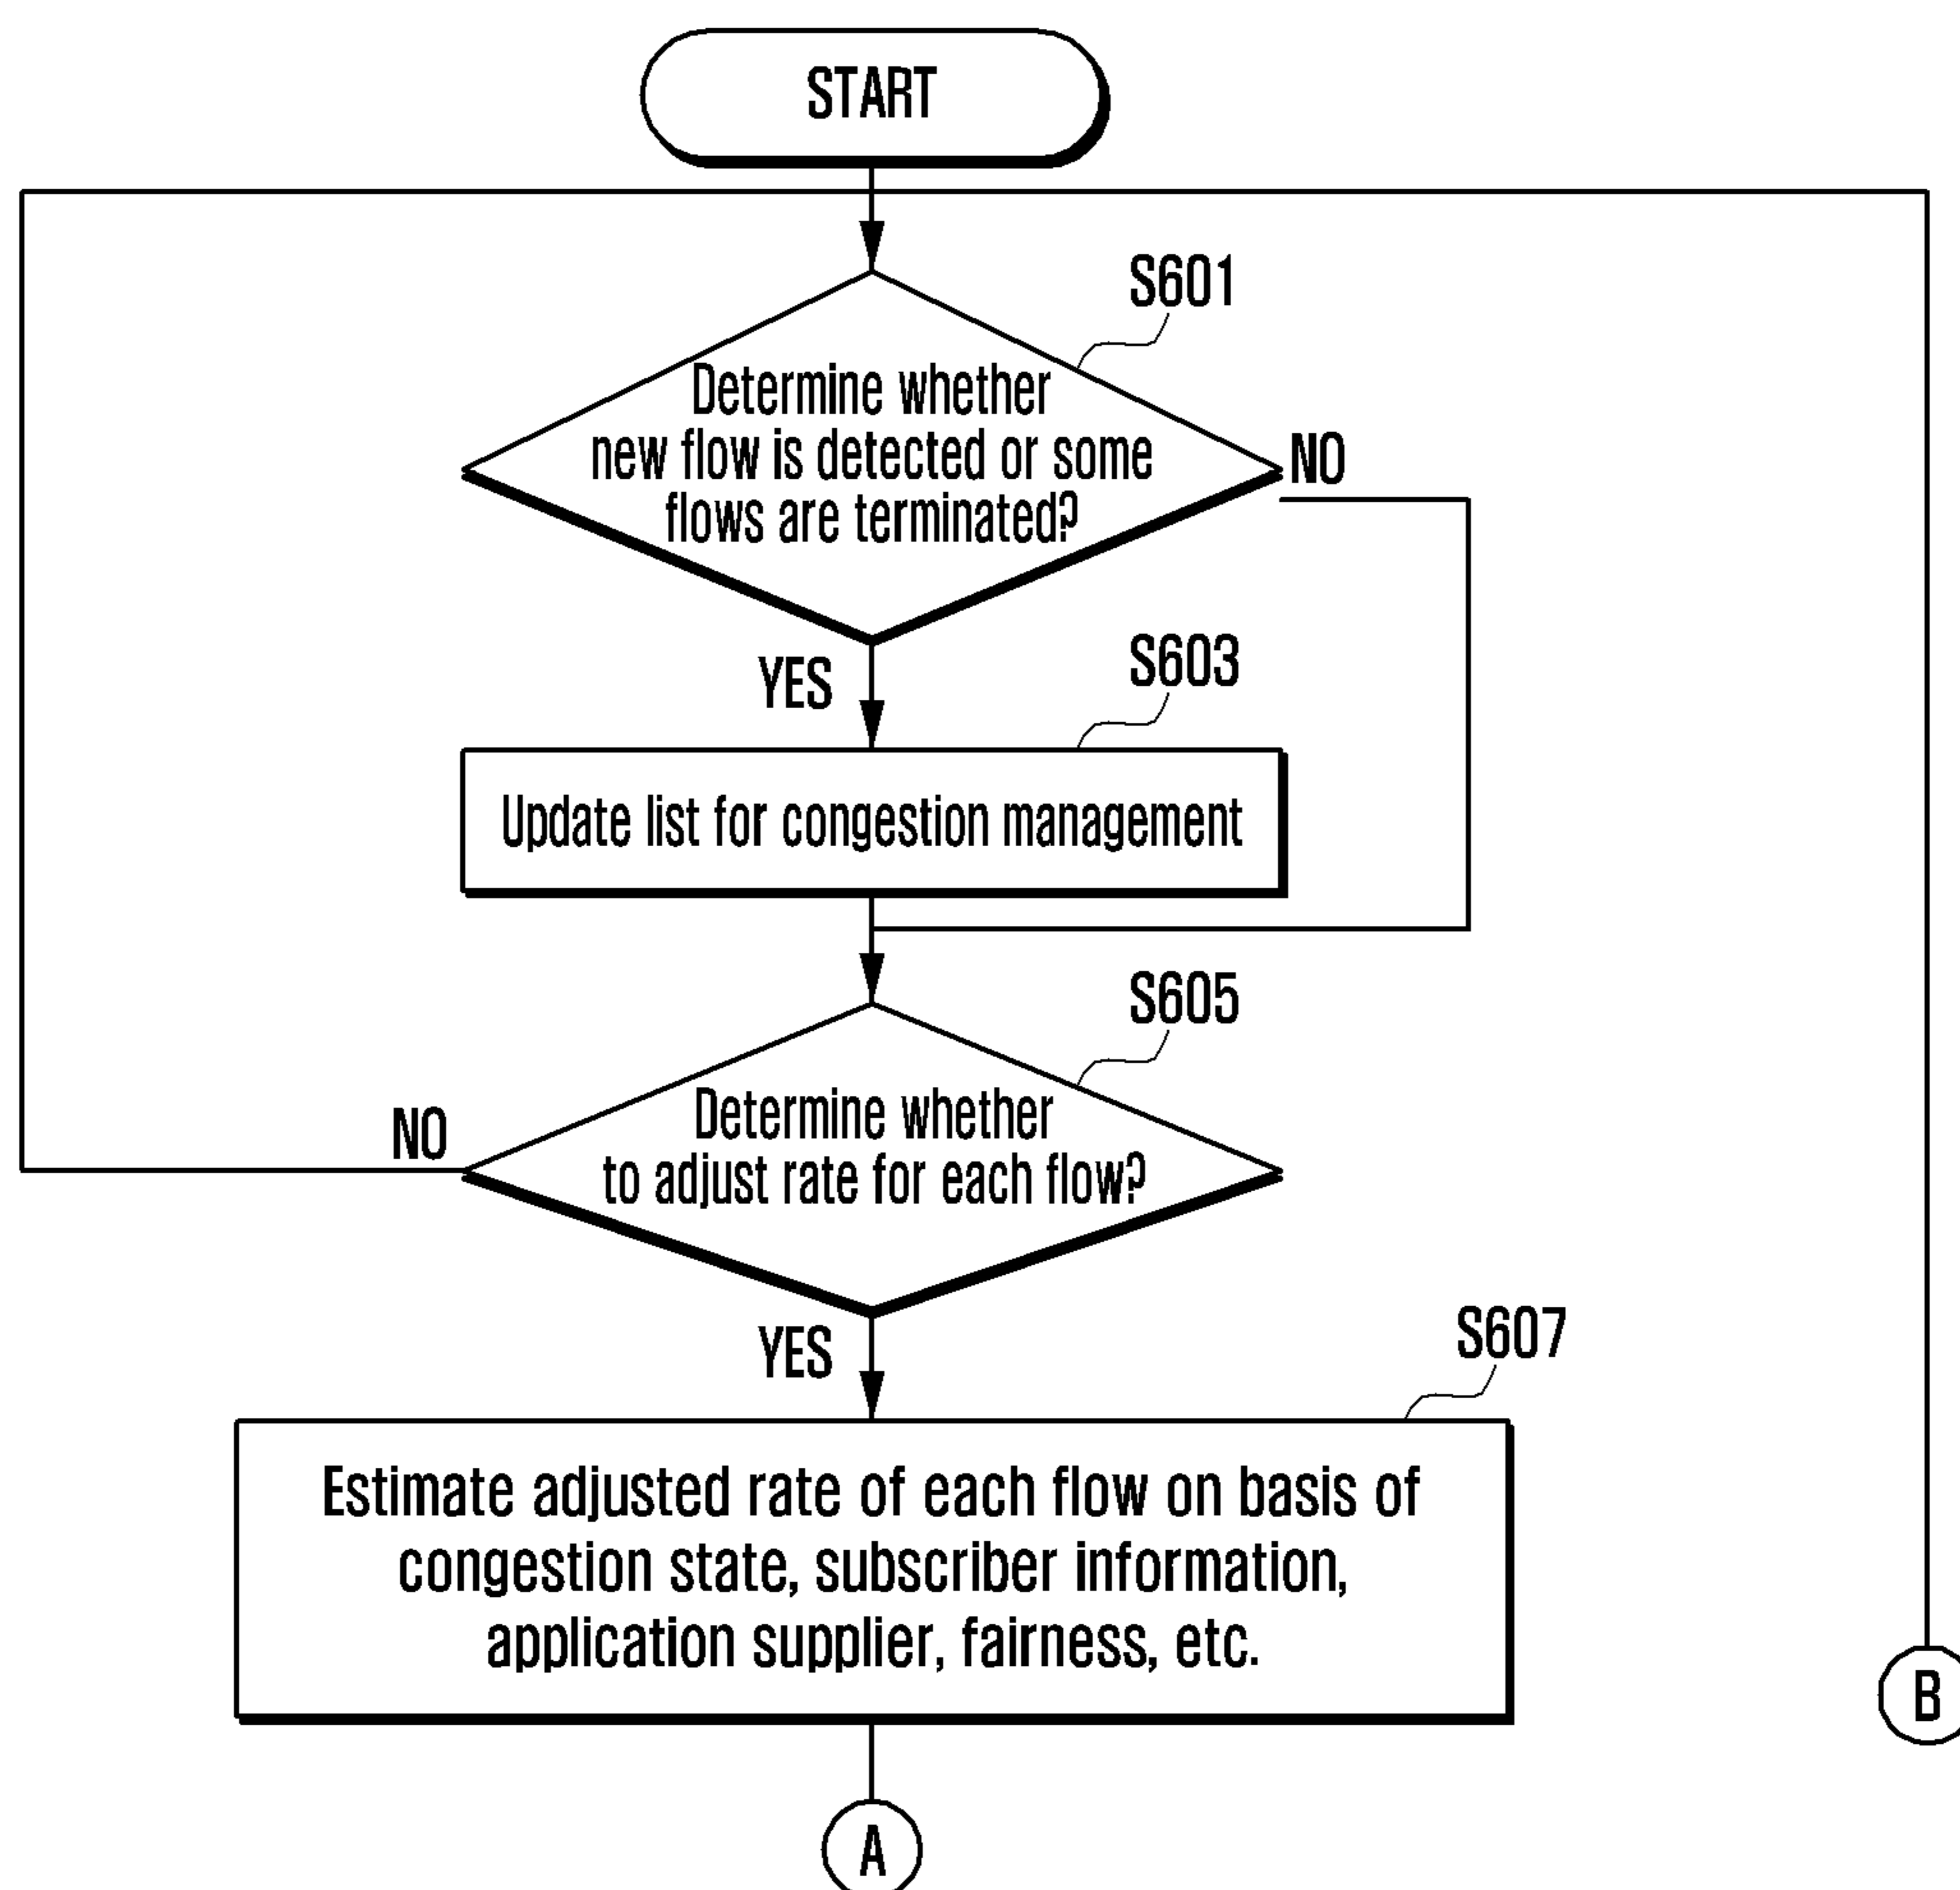 START
S601
Determine whether
new flow is detected or some
flows are terminated?
NO
YES
S603
Update list for congestion management
S605
Determine whether
to adjust rate for each flow?
NO
YES
S607
Estimate adjusted rate of each flow on basis of
congestion state, subscriber information,
application supplier, fairness, etc.
B
A